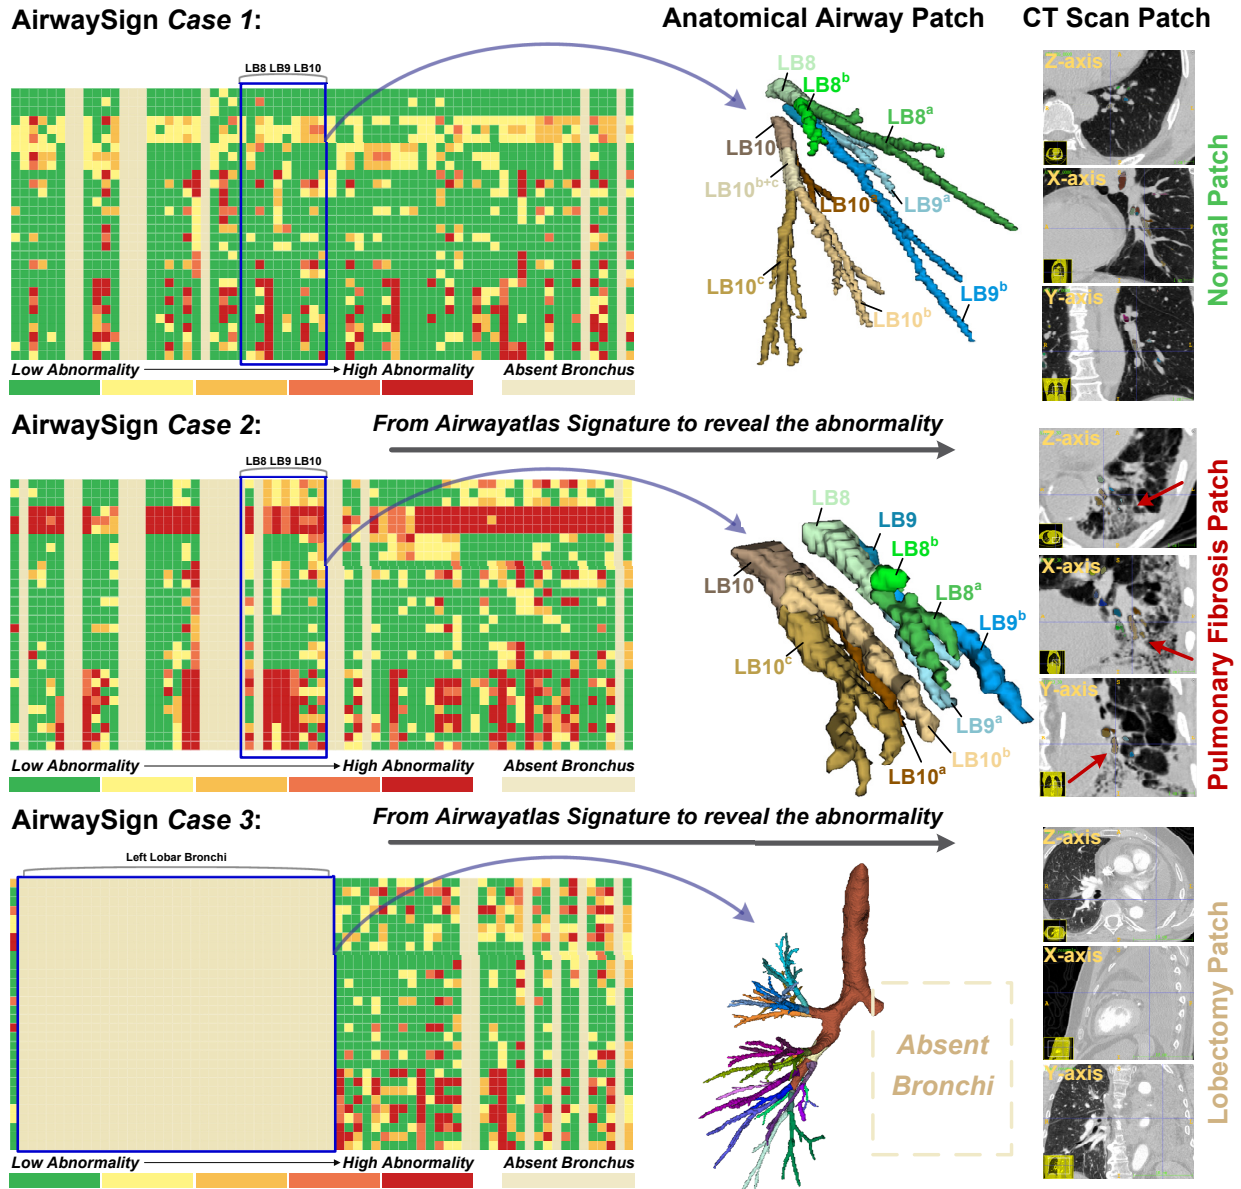 AirwaySign Case 1:
Anatomical Airway Patch
CT Scan Patch
LB8 LB9 LB10
LB8
LB8b
LB8a
LB10
LB10b+c
LB10a
LB9a
LB10c
LB10b
LB9b
Z-axis
X-axis
Y-axis
Normal Patch
Low Abnormality
High Abnormality
Absent Bronchus
AirwaySign Case 2:
From Airwayatlas Signature to reveal the abnormality
LB8 LB9 LB10
LB8
LB9
LB8b
LB10
LB8a
LB9b
LB10c
LB9a
LB10b
LB10a
Z-axis
X-axis
Y-axis
Pulmonary Fibrosis Patch
Low Abnormality
High Abnormality
Absent Bronchus
AirwaySign Case 3:
From Airwayatlas Signature to reveal the abnormality
Left Lobar Bronchi
Absent
Bronchi
Z-axis
X-axis
Y-axis
Lobectomy Patch
Low Abnormality
High Abnormality
Absent Bronchus